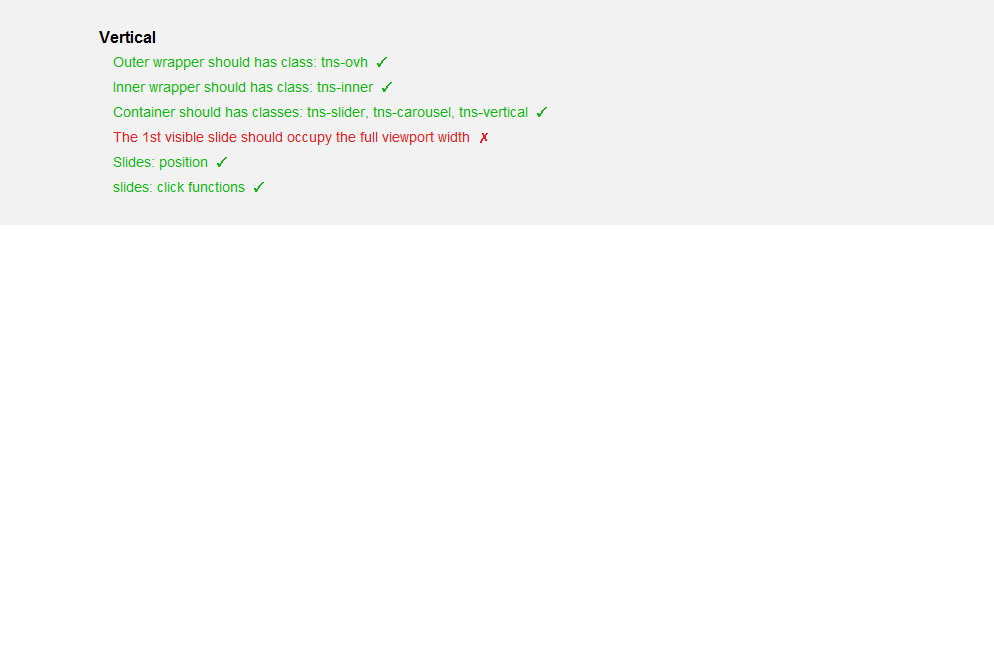 Vertical
Outer wrapper should has class: tns-ovh ✓
Inner wrapper should has class: tns-inner ✓
Container should has classes: tns-slider, tns-carousel, tns-vertical ✓
The 1st visible slide should occupy the full viewport width ✗
Slides: position ✓
slides: click functions ✓